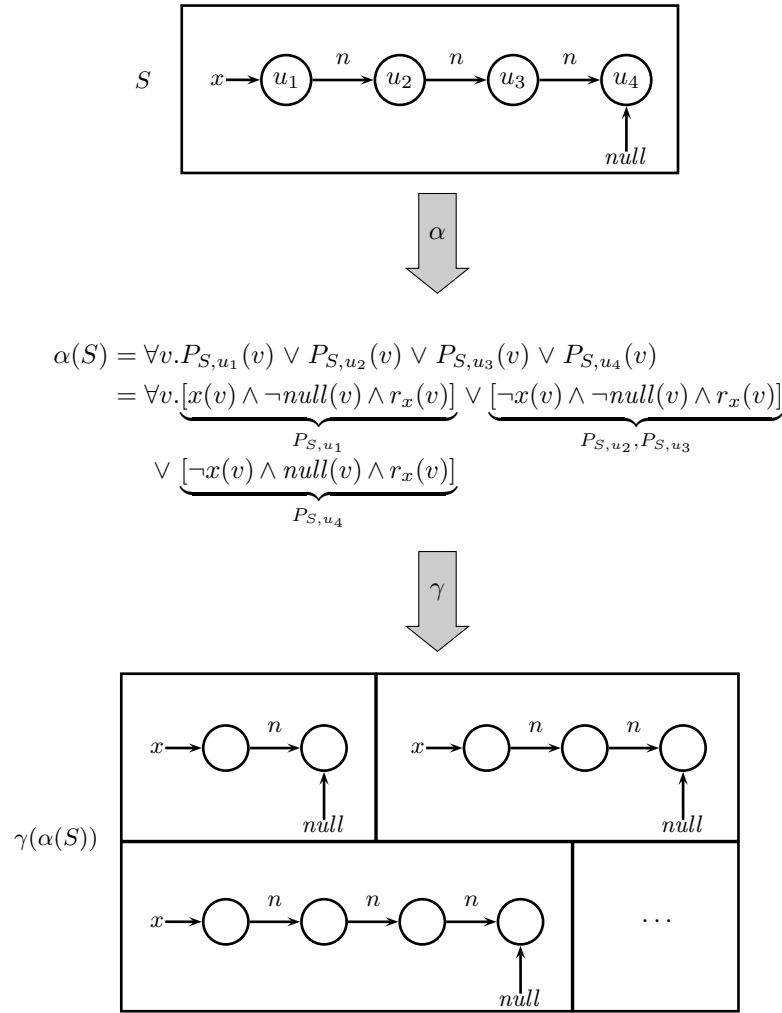 n n n
S x u₁ u₂ u₃ u₄
null
α
α(S) = ∀v.P_{S,u₁}(v) ∨ P_{S,u₂}(v) ∨ P_{S,u₃}(v) ∨ P_{S,u₄}(v)
= ∀v.[x(v) ∧ ¬null(v) ∧ r_x(v)] ∨ [¬x(v) ∧ ¬null(v) ∧ r_x(v)]
P_{S,u₁} P_{S,u₂},P_{S,u₃}
∨ [¬x(v) ∧ null(v) ∧ r_x(v)]
P_{S,u₄}
γ
n n n
x x
null null
γ(α(S))
n n n
x ...
null